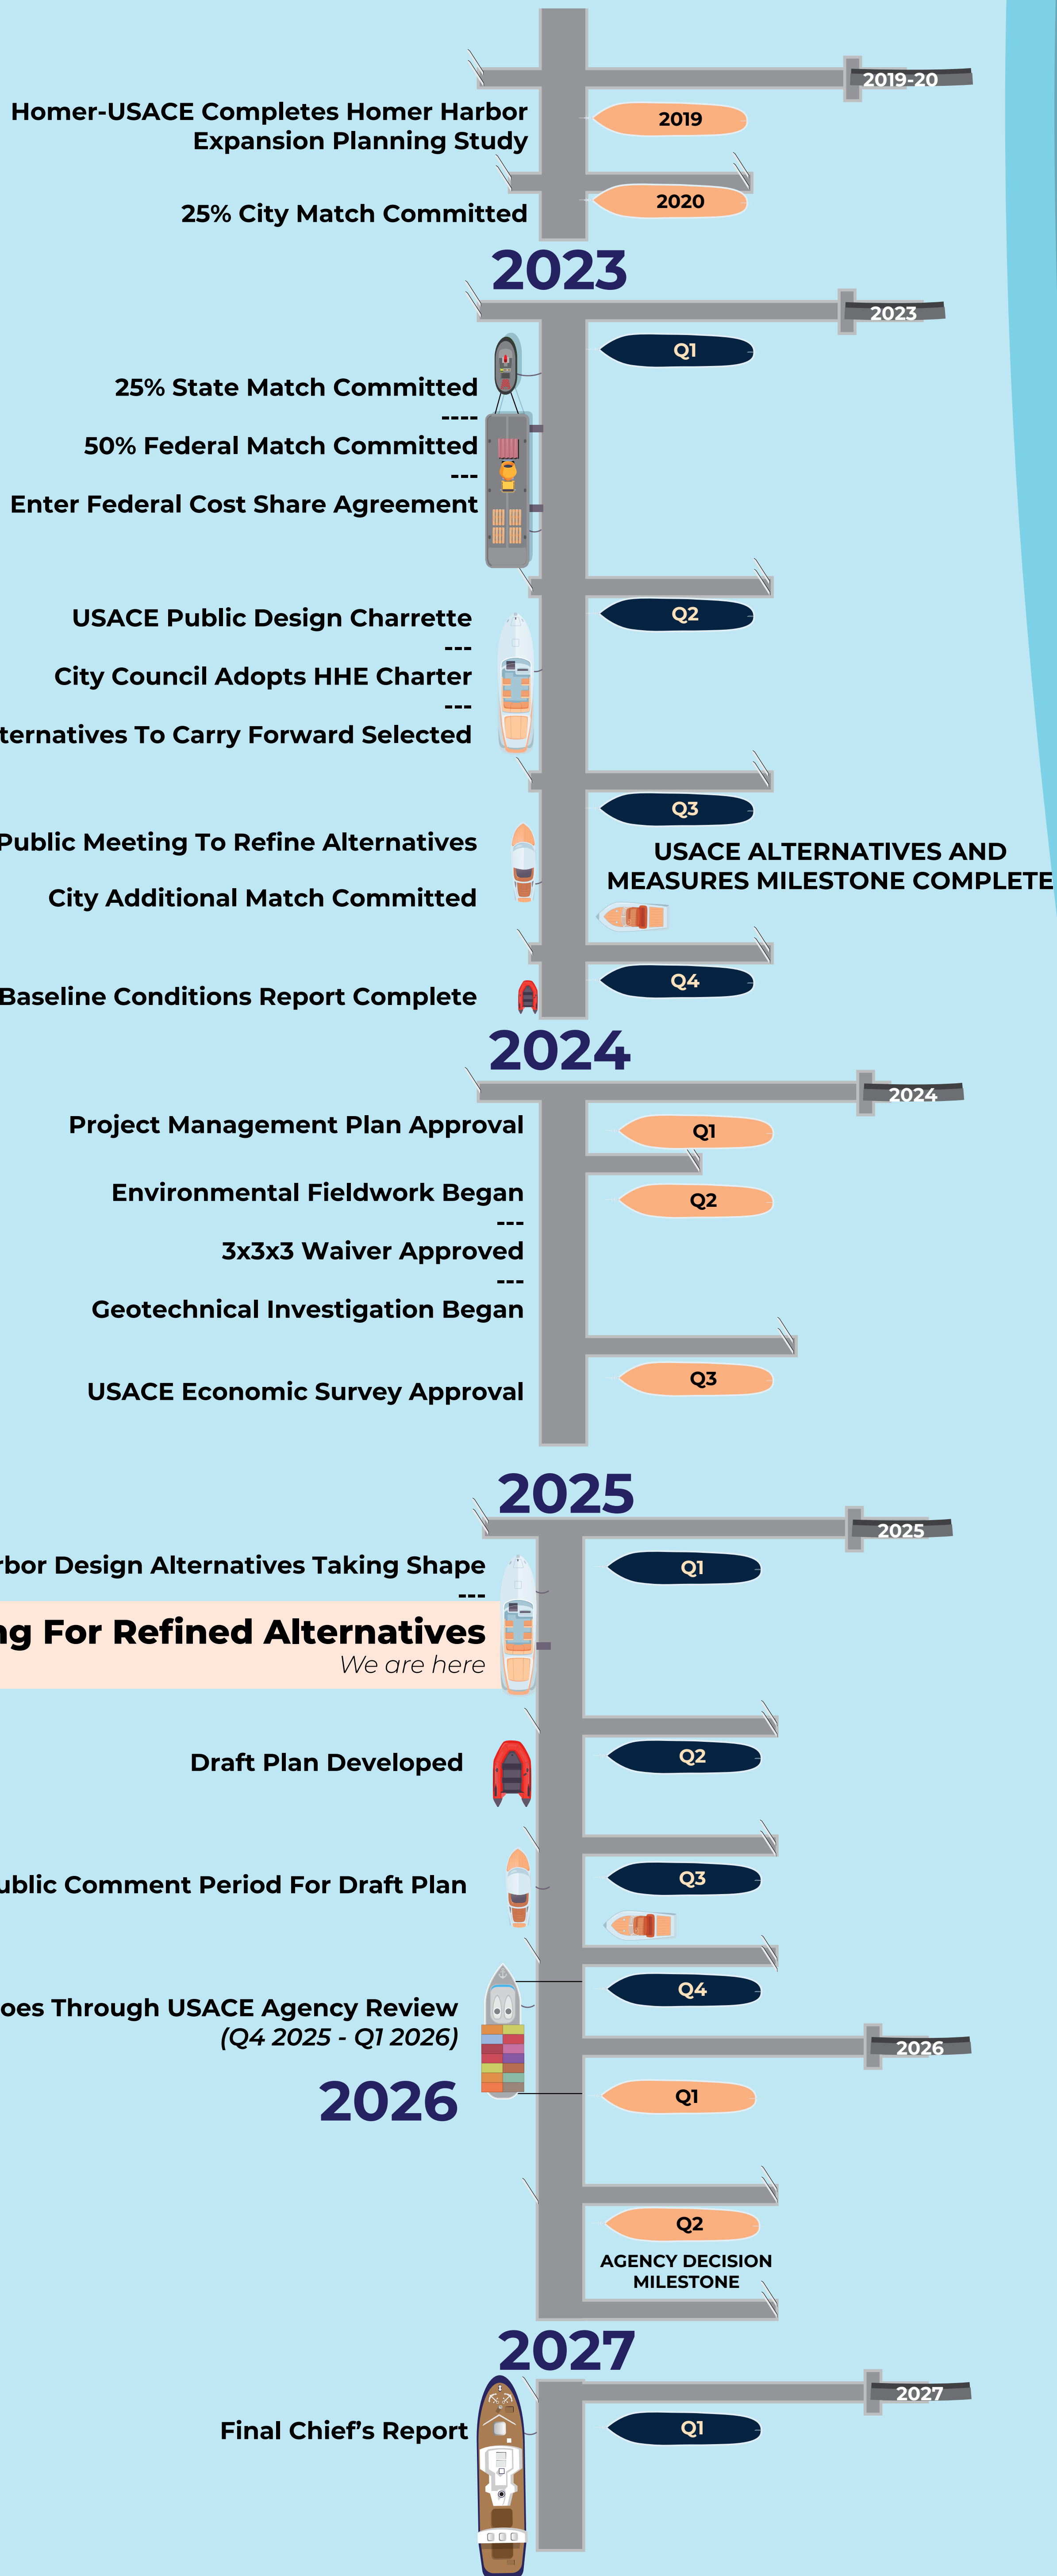 2019-20
Homer-USACE Completes Homer Harbor
Expansion Planning Study
2019
25% City Match Committed
2020
2023
2023
Q1
25% State Match Committed
----
50% Federal Match Committed
---
Enter Federal Cost Share Agreement
Q2
USACE Public Design Charrette
---
City Council Adopts HHE Charter
---
To Carry Forward Selected
Q3
Public Meeting To Refine Alternatives
USACE ALTERNATIVES AND
MEASURES MILESTONE COMPLETE
City Additional Match Committed
Q4
Baseline Conditions Report Complete
2024
2024
Project Management Plan Approval
Q1
Environmental Fieldwork Began
Q2
---
3x3x3 Waiver Approved
---
Geotechnical Investigation Began
Q3
USACE Economic Survey Approval
2025
2025
Design Alternatives Taking Shape
Q1
---
For Refined Alternatives
We are here
Q2
Draft Plan Developed
Q3
Comment Period For Draft Plan
Q4
Through USACE Agency Review
(Q4 2025 - Q1 2026)
2026
2026
Q1
Q2
AGENCY DECISION
MILESTONE
2027
2027
Final Chief’s Report
Q1